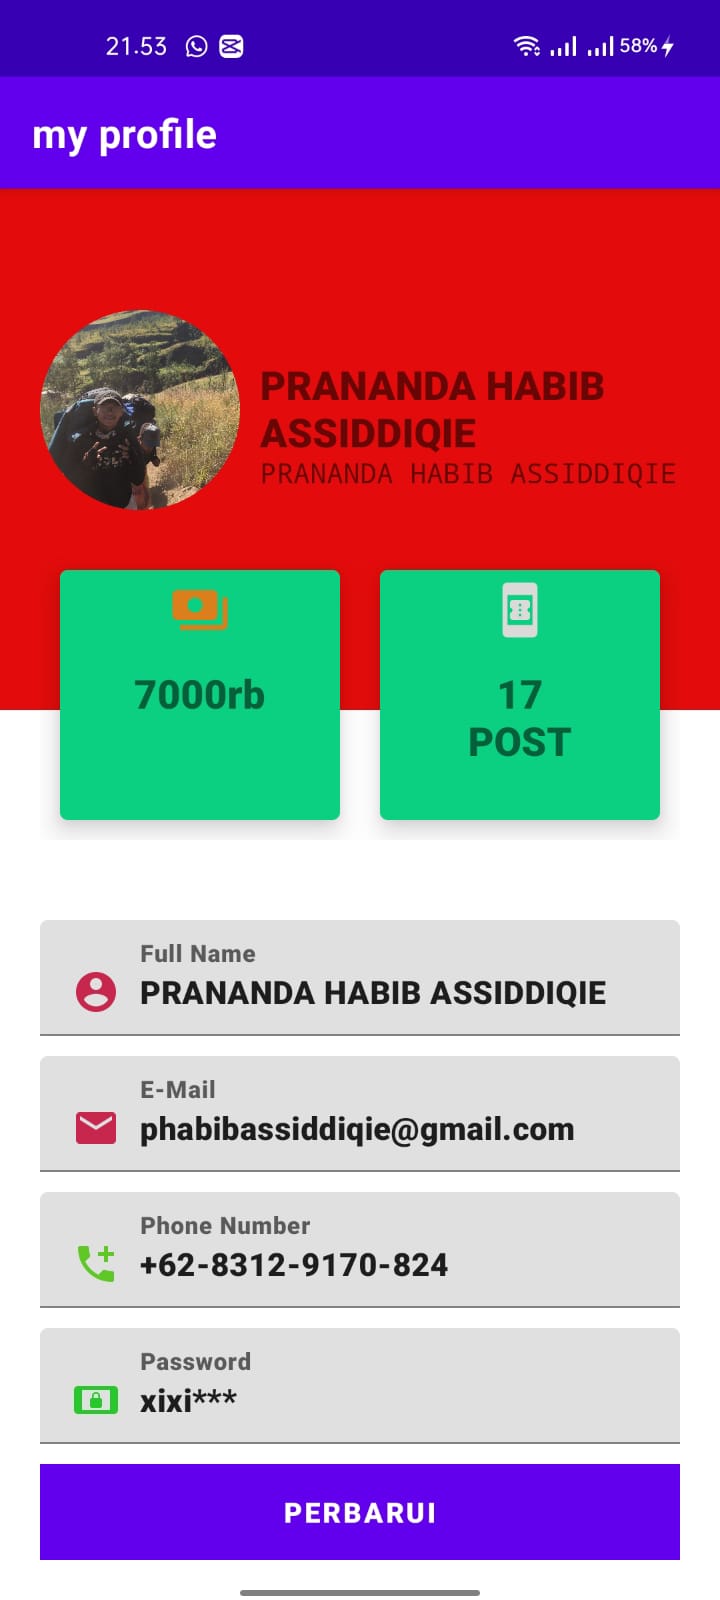 21.53
58%
my profile
PRANANDA HABIB
ASSIDDIQIE
PRANANDA HABIB ASSIDDIQIE
7000rb
17
POST
Full Name
PRANANDA HABIB ASSIDDIQIE
E-Mail
phabibassiddiqie@gmail.com
Phone Number
+62-8312-9170-824
Password
xixi***
PERBARUI